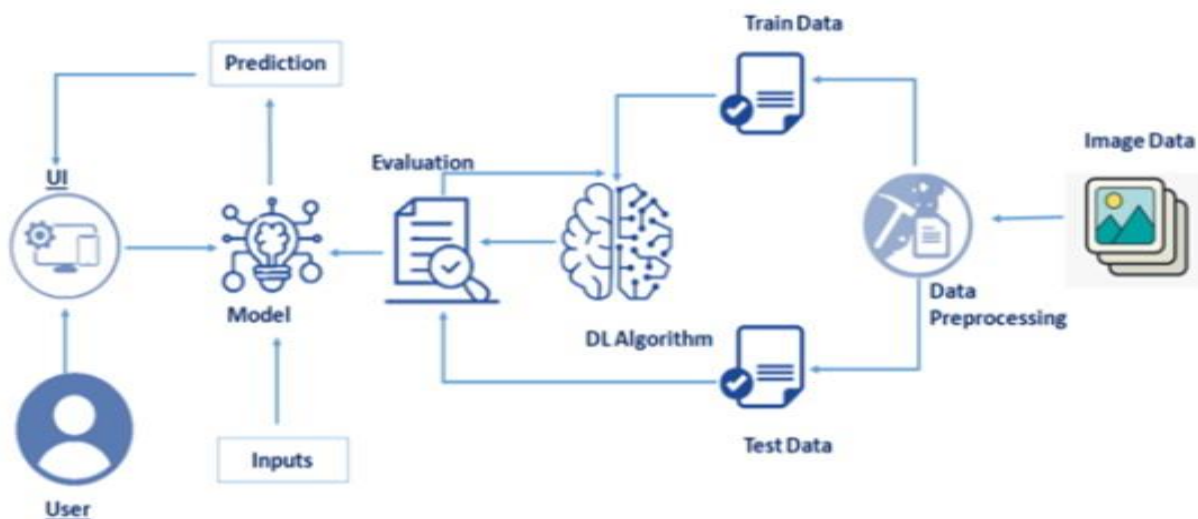 Train Data
Prediction
Image Data
Evaluation
UI
Data
Preprocessing
Model
DL Algorithm
Test Data
Inputs
User